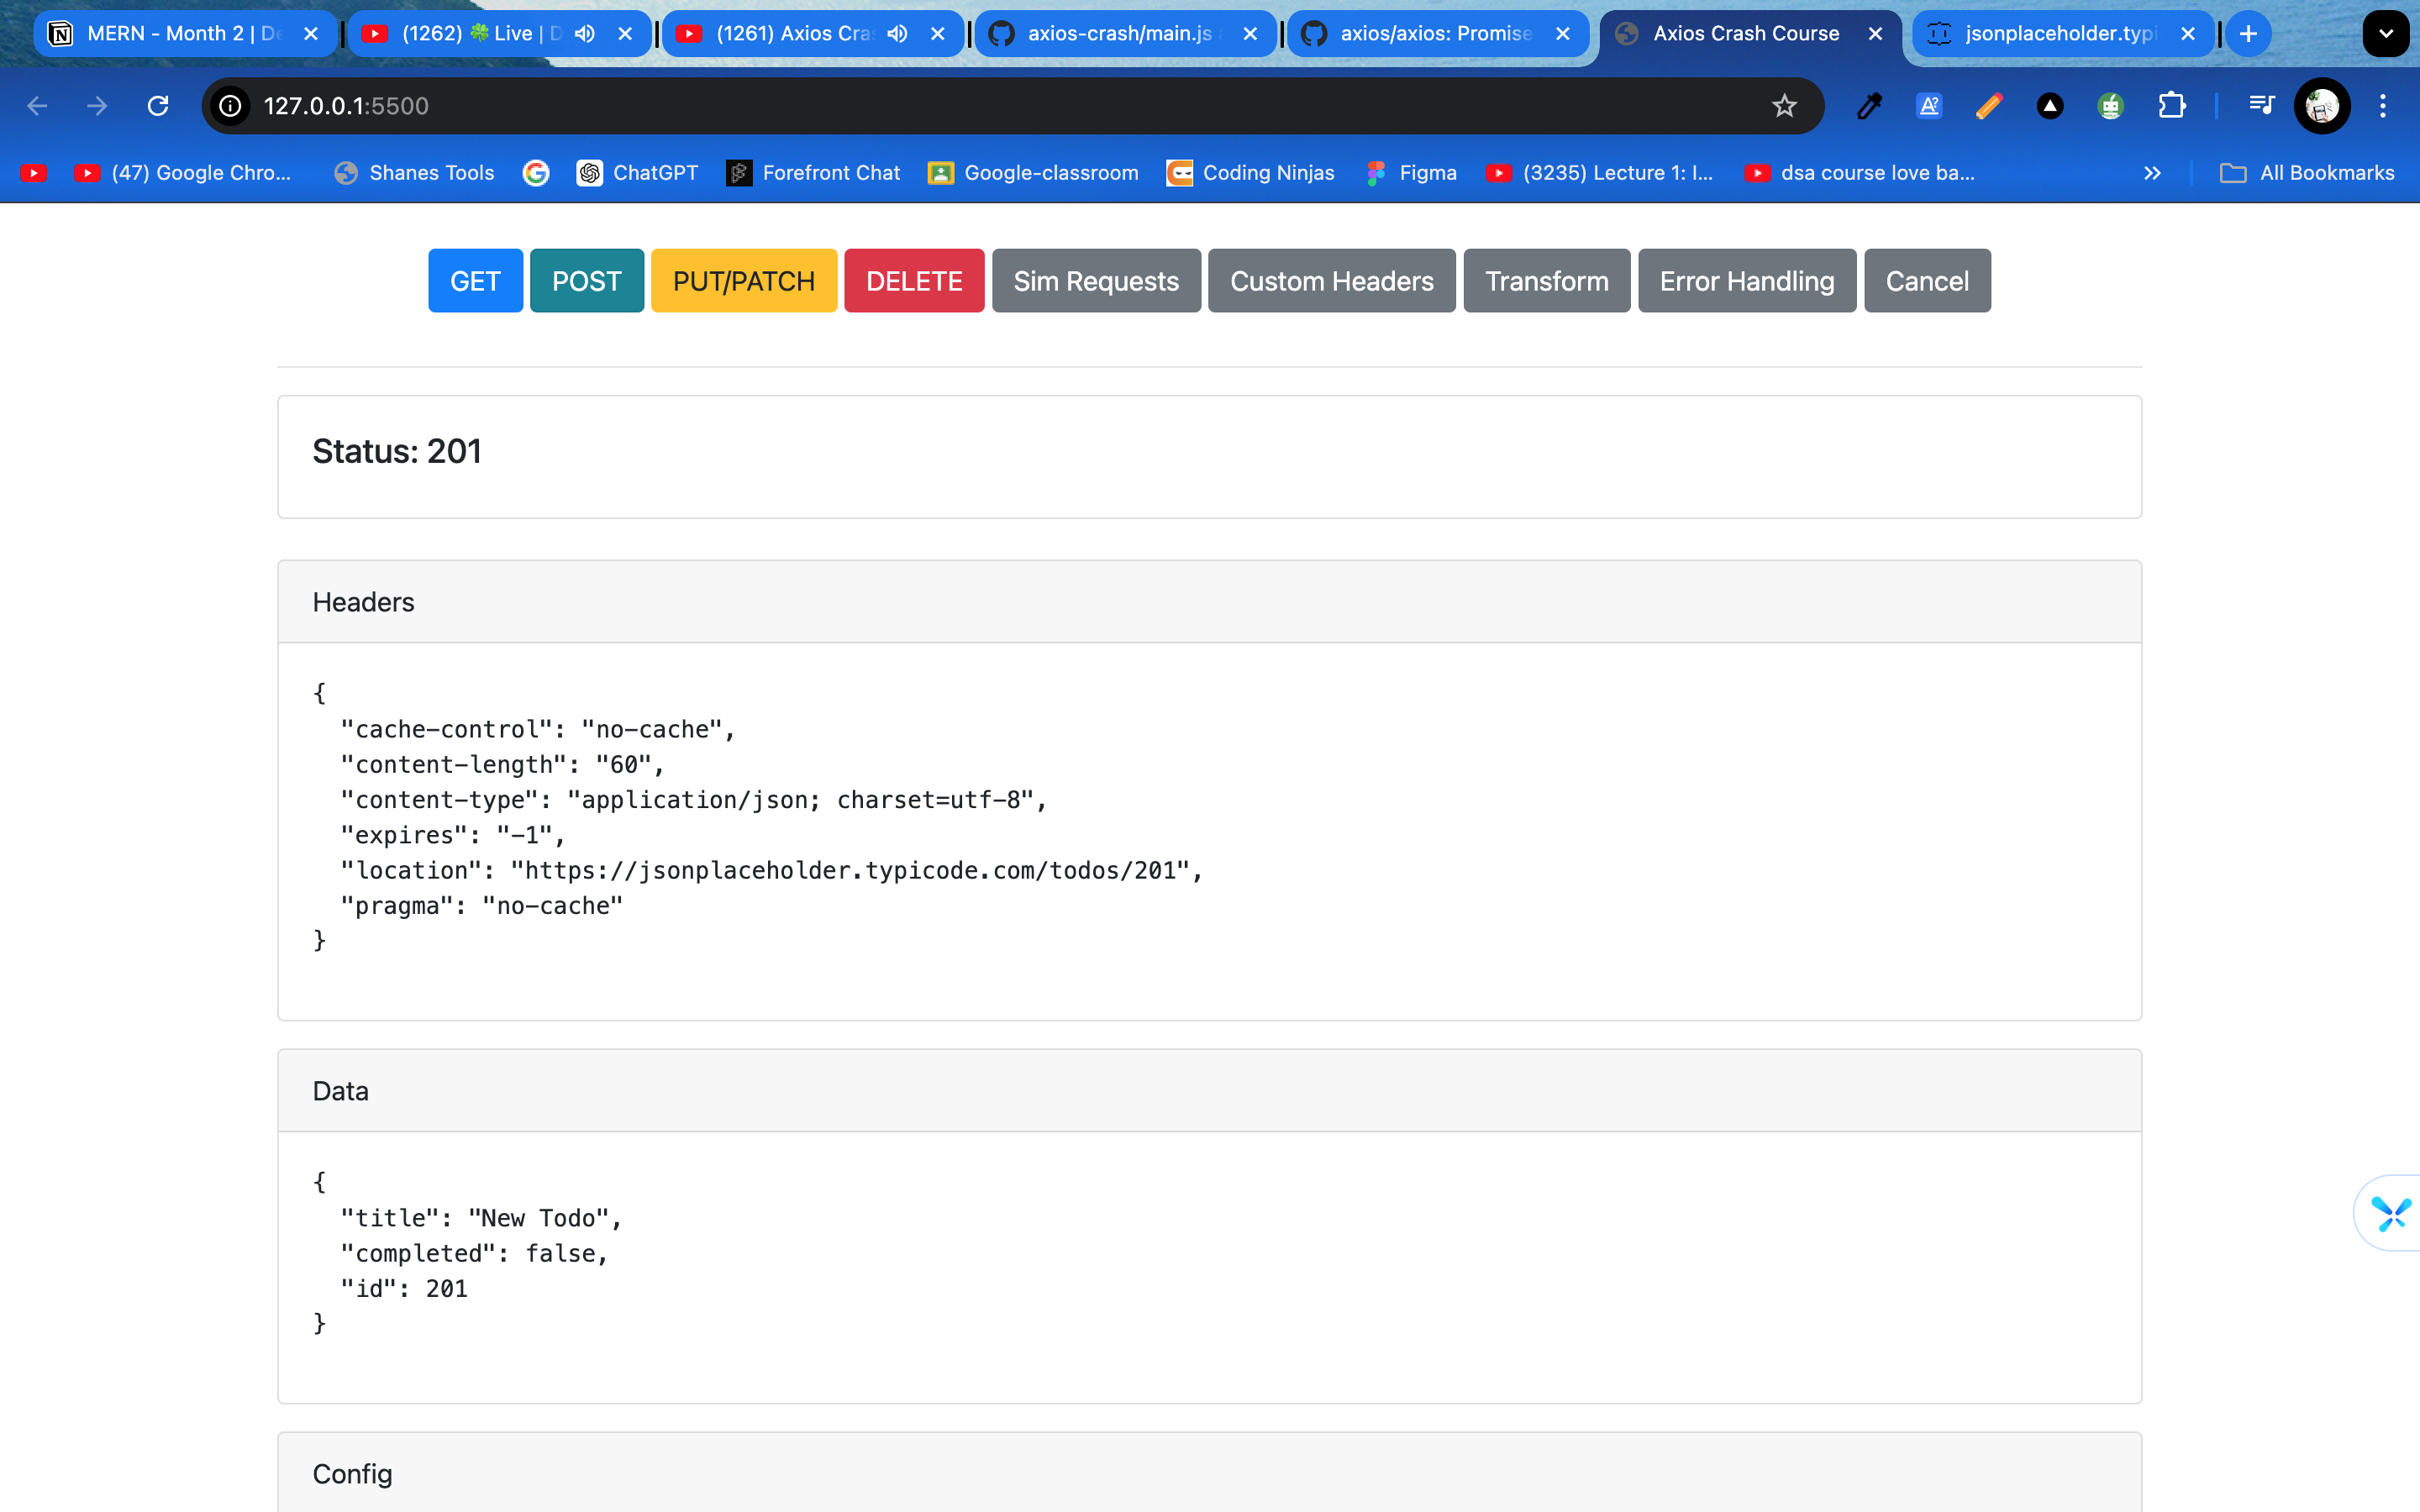 MERN - Month 2 | De
(1262) 🍀Live | D
(1261) Axios Cra
axios-crash/main.js
axios/axios: Promise
Axios Crash Course
jsonplaceholder.typi
127.0.0.1:5500
(47) Google Chro...
Shanes Tools
ChatGPT
Forefront Chat
Google-classroom
Coding Ninjas
Figma
(3235) Lecture 1: I...
dsa course love ba...
All Bookmarks
GET
POST
PUT/PATCH
DELETE
Sim Requests
Custom Headers
Transform
Error Handling
Cancel
Status: 201
Headers
{
"cache-control": "no-cache",
"content-length": "60",
"content-type": "application/json; charset=utf-8",
"expires": "-1",
"location": "https://jsonplaceholder.typicode.com/todos/201",
"pragma": "no-cache"
}
Data
{
"title": "New Todo",
"completed": false,
"id": 201
}
Config